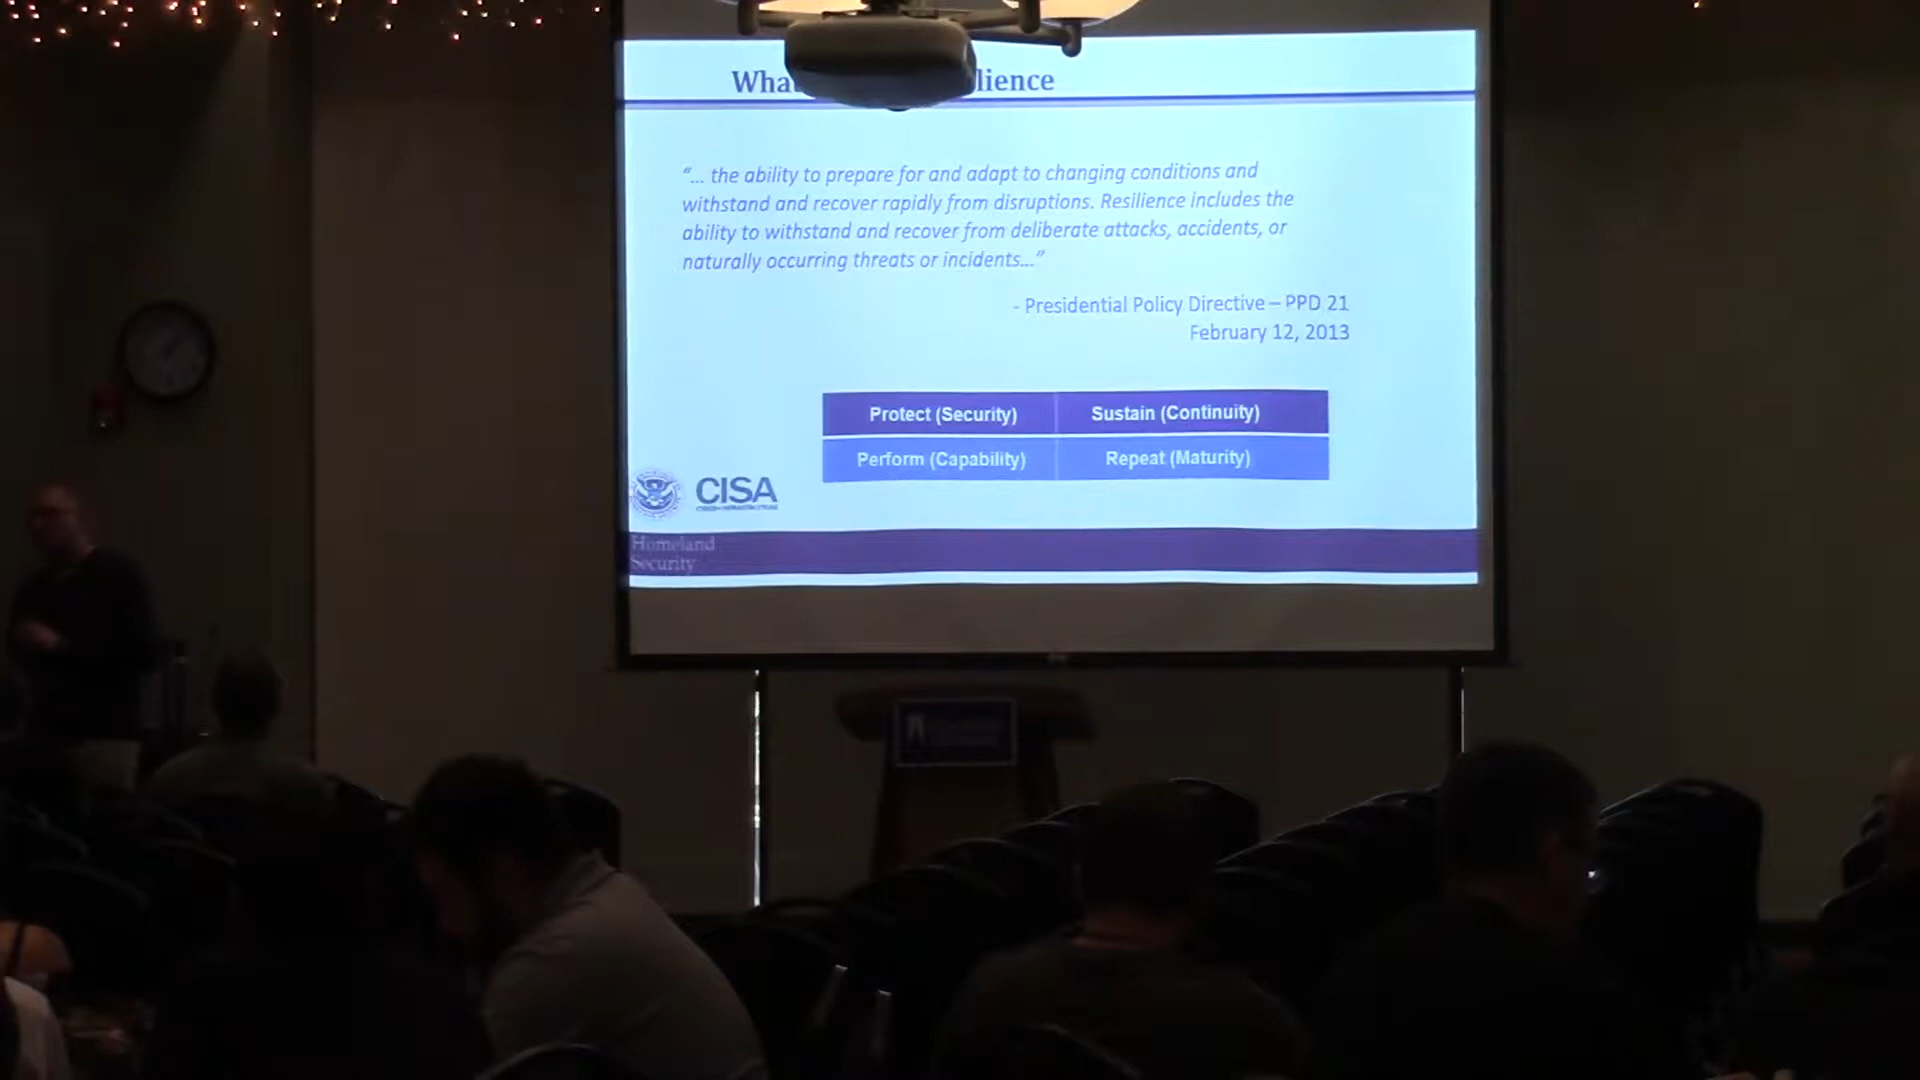 Wha lience
“... the ability to prepare for and adapt to changing conditions and
withstand and recover rapidly from disruptions. Resilience includes the
ability to withstand and recover from deliberate attacks, accidents, or
naturally occurring threats or incidents...”
- Presidential Policy Directive – PPD 21
February 12, 2013
Protect (Security) Sustain (Continuity)
Perform (Capability) Repeat (Maturity)
CISA
Homeland
Security